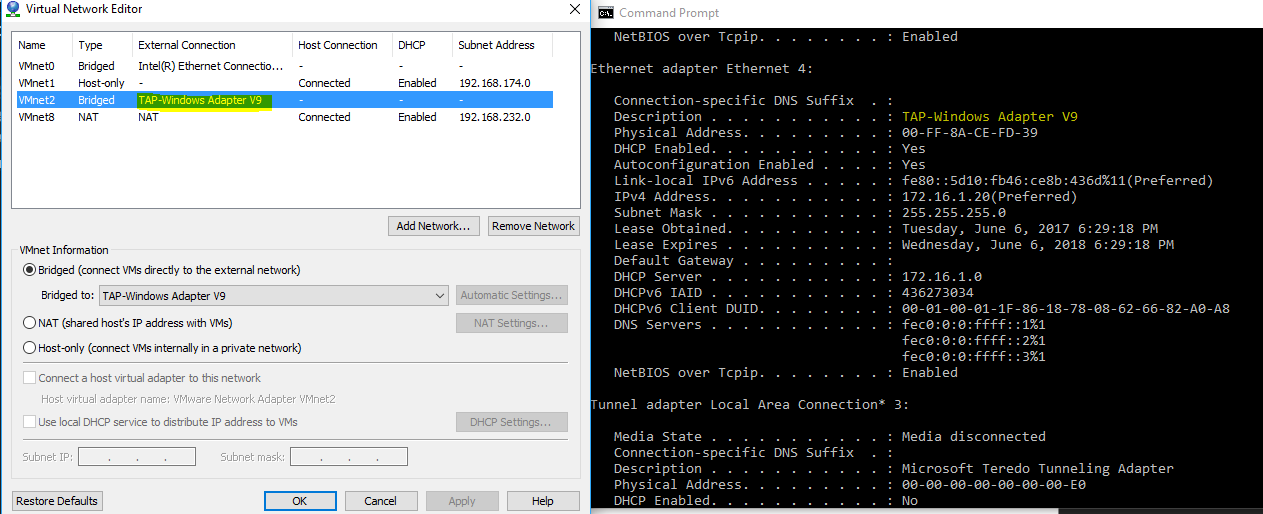 Virtual Network Editor
Name Type External Connection Host Connection DHCP Subnet Address
VMnet0 Bridged Intel(R) Ethernet Connectio... - - -
VMnet1 Host-only - Connected Enabled 192.168.174.0
VMnet2 Bridged TAP-Windows Adapter V9 - - -
VMnet8 NAT NAT Connected Enabled 192.168.232.0
Add Network... Remove Network
VMnet Information
Bridged (connect VMs directly to the external network)
Bridged to: TAP-Windows Adapter V9 Automatic Settings...
NAT (shared host's IP address with VMs) NAT Settings...
Host-only (connect VMs internally in a private network)
Connect a host virtual adapter to this network
Host virtual adapter name: VMware Network Adapter VMnet2
Use local DHCP service to distribute IP address to VMs DHCP Settings...
Subnet IP: . . . Subnet mask: . . .
Restore Defaults OK Cancel Apply Help
Command Prompt
NetBIOS over Tcpip. . . . . . . . : Enabled
Ethernet adapter Ethernet 4:
Connection-specific DNS Suffix . :
Description . . . . . . . . . . . : TAP-Windows Adapter V9
Physical Address. . . . . . . . . : 00-FF-8A-CE-FD-39
DHCP Enabled. . . . . . . . . . . : Yes
Autoconfiguration Enabled . . . . : Yes
Link-local IPv6 Address . . . . . : fe80::5d10:fb46:ce8b:436d%11(Preferred)
IPv4 Address. . . . . . . . . . . : 172.16.1.20(Preferred)
Subnet Mask . . . . . . . . . . . : 255.255.255.0
Lease Obtained. . . . . . . . . . : Tuesday, June 6, 2017 6:29:18 PM
Lease Expires . . . . . . . . . . : Wednesday, June 6, 2018 6:29:18 PM
Default Gateway . . . . . . . . . :
DHCP Server . . . . . . . . . . . : 172.16.1.0
DHCPv6 IAID . . . . . . . . . . . : 436273034
DHCPv6 Client DUID. . . . . . . . : 00-01-00-01-1F-86-18-78-08-62-66-82-A0-A8
DNS Servers . . . . . . . . . . . : fec0:0:0:ffff::1%1
fec0:0:0:ffff::2%1
fec0:0:0:ffff::3%1
NetBIOS over Tcpip. . . . . . . . : Enabled
Tunnel adapter Local Area Connection* 3:
Media State . . . . . . . . . . . : Media disconnected
Connection-specific DNS Suffix . :
Description . . . . . . . . . . . : Microsoft Teredo Tunneling Adapter
Physical Address. . . . . . . . . : 00-00-00-00-00-00-00-E0
DHCP Enabled. . . . . . . . . . . : No